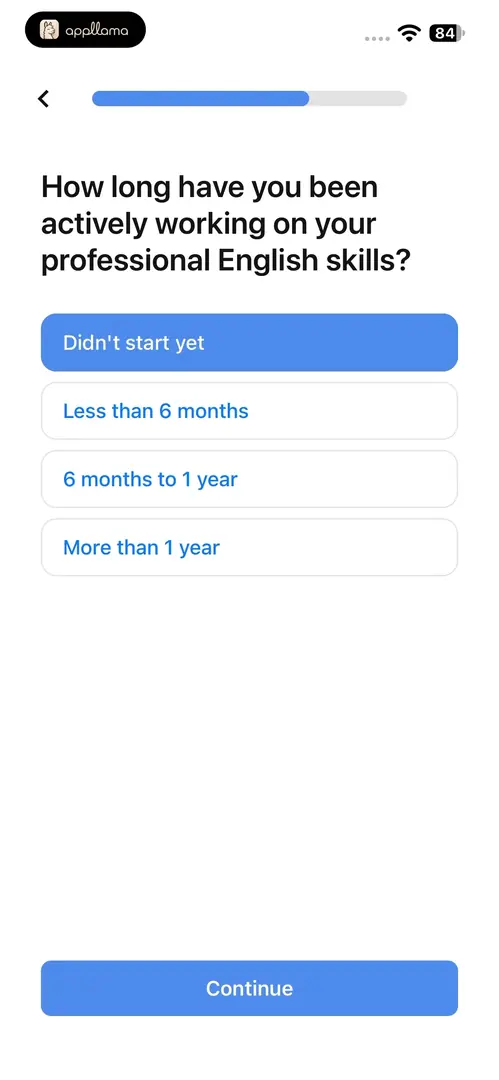 appllama
84
How long have you been
actively working on your
professional English skills?
Didn't start yet
Less than 6 months
6 months to 1 year
More than 1 year
Continue